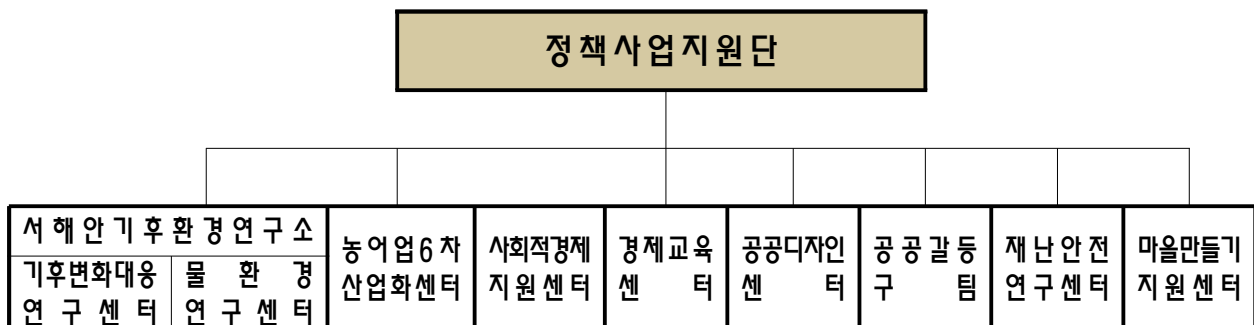 정책사업지원단
서해안기후환경연구소
기후변화대응
연구센터
물환경
연구센터
농어업6차
산업화센터
사회적경제
지원센터
경제교육
센터
공공디자인
센터
공공갈등
구팀
재난안전
연구센터
마을만들기
지원센터